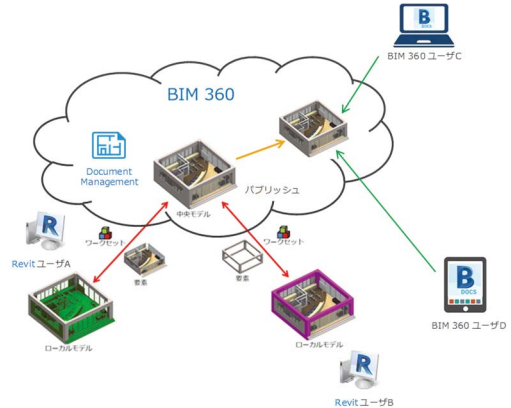 B
DOCS
BIM 360 ユーザC
BIM 360
Document
Management
パブリッシュ
中央モデル
R
Revit ユーザA
ワークセット
ワークセット
要素
要素
B
DOCS
BIM 360 ユーザD
ローカルモデル
ローカルモデル
R
Revit ユーザB